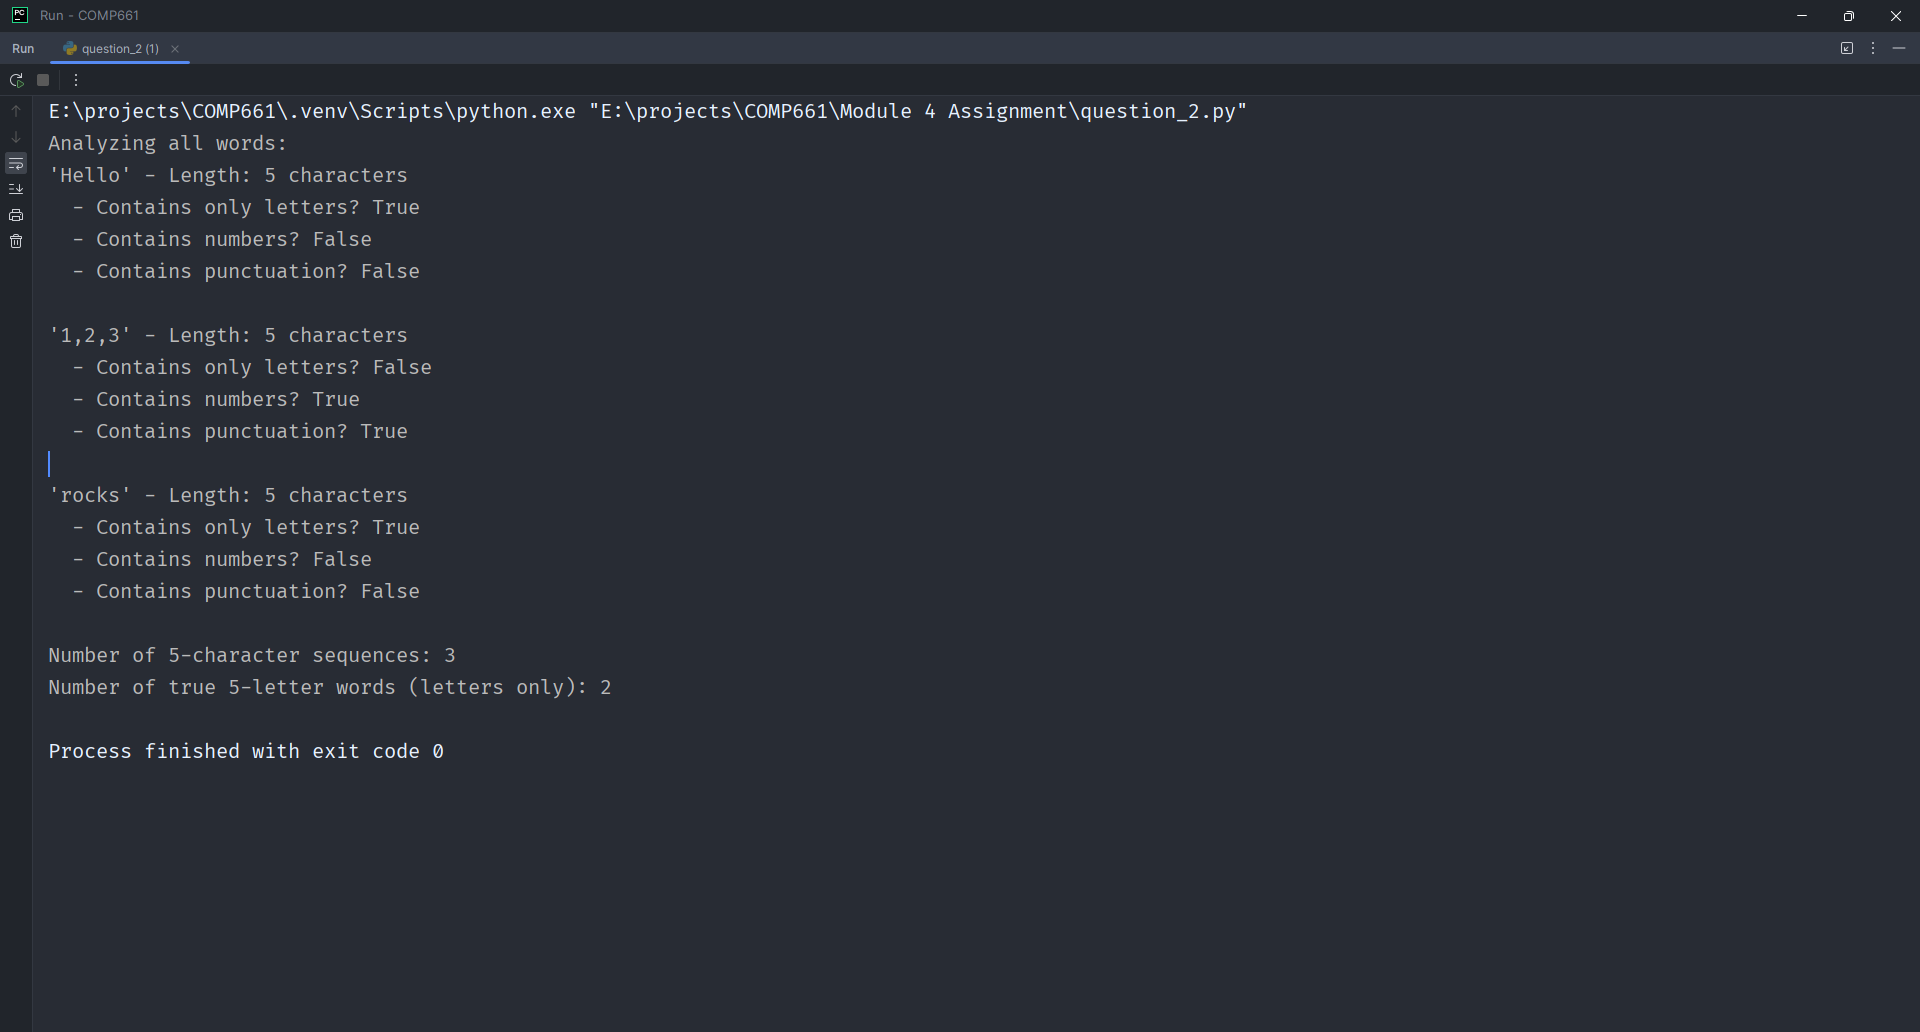 PC Run - COMP661
Run question_2 (1)
E:\projects\COMP661\.venv\Scripts\python.exe "E:\projects\COMP661\Module 4 Assignment\question_2.py"
Analyzing all words:
'Hello' - Length: 5 characters
  - Contains only letters? True
  - Contains numbers? False
  - Contains punctuation? False
'1,2,3' - Length: 5 characters
  - Contains only letters? False
  - Contains numbers? True
  - Contains punctuation? True
'rocks' - Length: 5 characters
  - Contains only letters? True
  - Contains numbers? False
  - Contains punctuation? False
Number of 5-character sequences: 3
Number of true 5-letter words (letters only): 2
Process finished with exit code 0